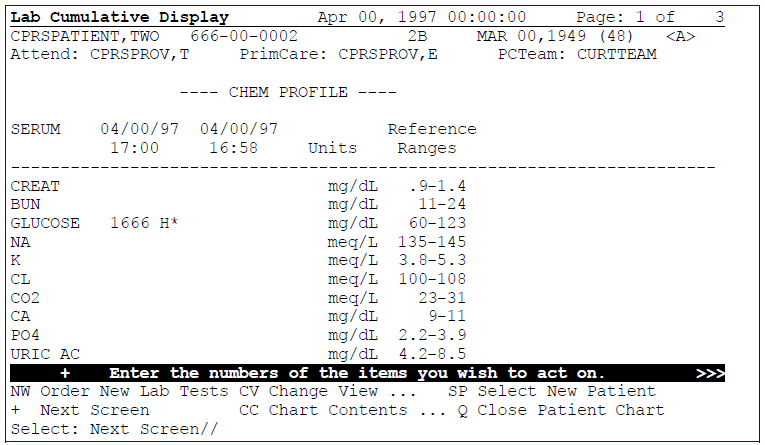 Lab Cumulative Display Apr 00, 1997 00:00:00 Page: 1 of 3
CPRSPATIENT,TWO 666-00-0002 2B MAR 00,1949 (48) <A>
Attend: CPRSPROV,T PrimCare: CPRSPROV,E PCTeam: CURTTEAM
---- CHEM PROFILE ----
SERUM 04/00/97 04/00/97 Reference
17:00 16:58 Units Ranges
-----------------------------------------------------------------------
CREAT mg/dL .9-1.4
BUN mg/dL 11-24
GLUCOSE 1666 H* mg/dL 60-123
NA meq/L 135-145
K meq/L 3.8-5.3
CL meq/L 100-108
CO2 meq/L 23-31
CA mg/dL 9-11
PO4 mg/dL 2.2-3.9
URIC AC mg/dL 4.2-8.5
+ Enter the numbers of the items you wish to act on. >>>
NW Order New Lab Tests CV Change View ... SP Select New Patient
+ Next Screen CC Chart Contents ... Q Close Patient Chart
Select: Next Screen//